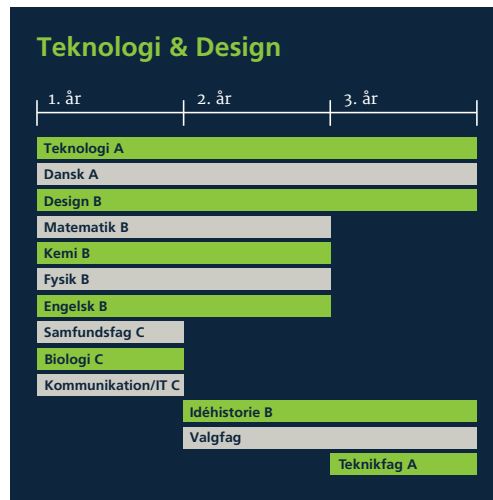 Teknologi & Design
1. år 2. år 3. år
Teknologi A
Dansk A
Design B
Matematik B
Kemi B
Fysik B
Engelsk B
Samfundsfag C
Biologi C
Kommunikation/IT C
Idéhistorie B
Valgfag
Teknikfag A